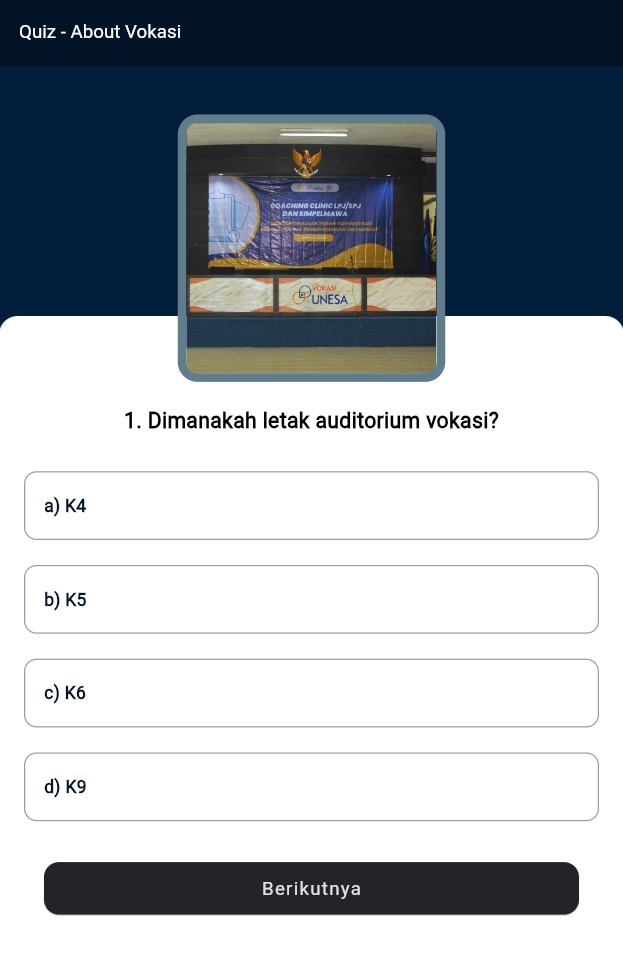 Quiz - About Vokasi
COACHING CLINIC LPJ/SPJ
DAN SIMPELMAWA
VOKASI
UNESA
1. Dimanakah letak auditorium vokasi?
a) K4
b) K5
c) K6
d) K9
Berikutnya